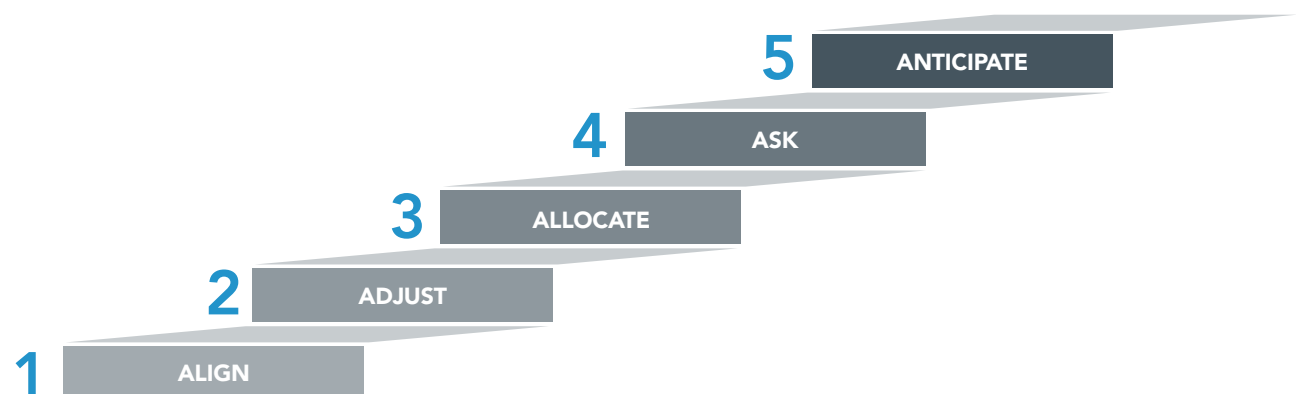 5 ANTICIPATE
4 ASK
3 ALLOCATE
2 ADJUST
1 ALIGN